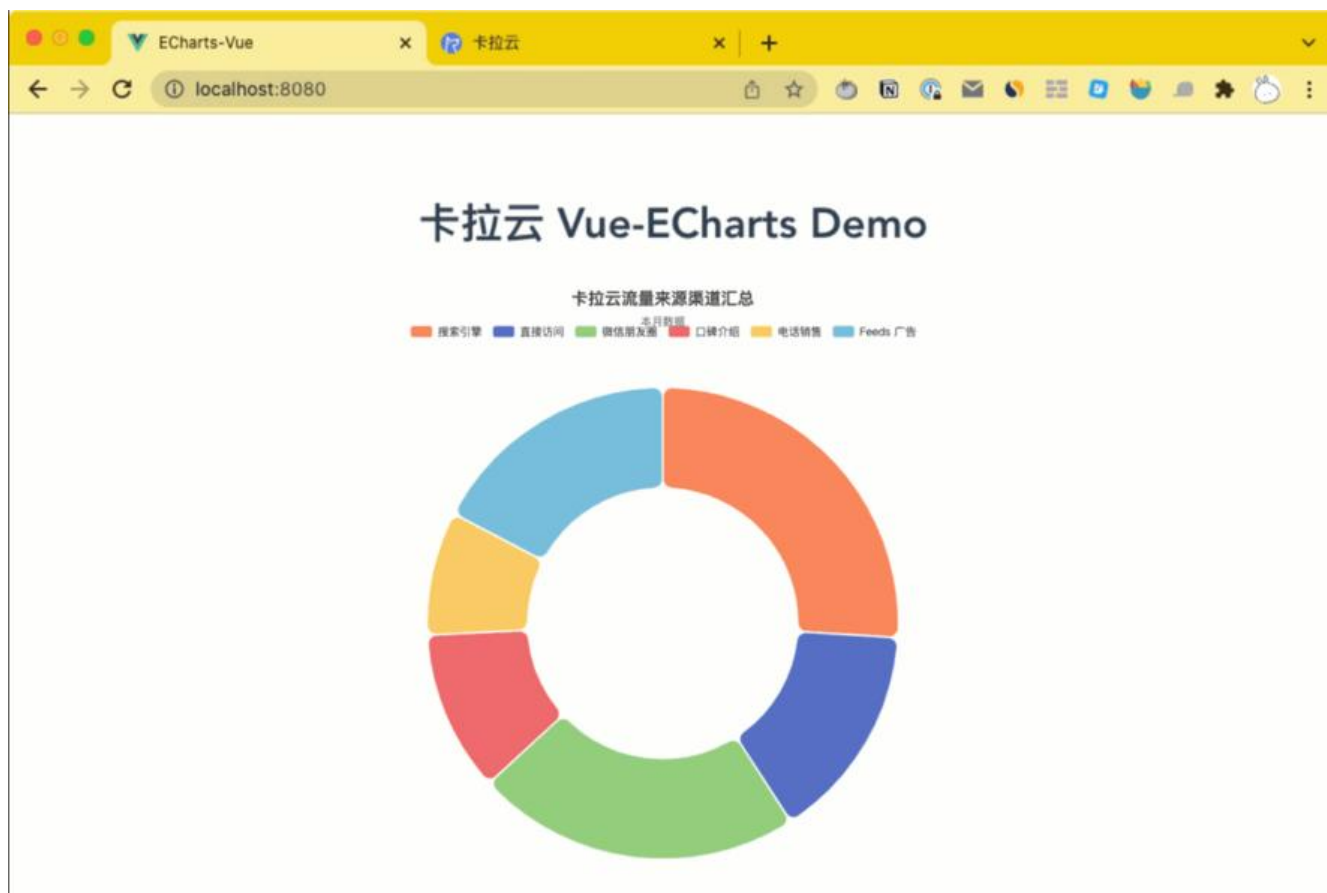 ECharts-Vue
卡拉云
localhost:8080
卡拉云 Vue-ECharts Demo
卡拉云流量来源渠道汇总
本月数据
搜索引擎 直接访问 微信朋友圈 口碑介绍 电话销售 Feeds 广告